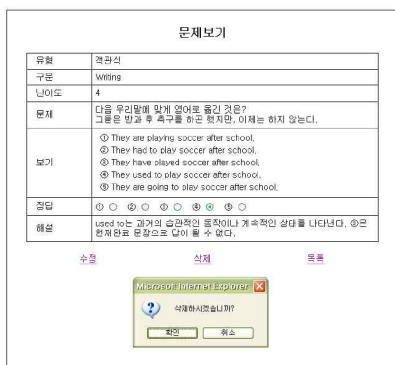 문제보기
유형 객관식
구문 Writing
난이도 4
문제 다음 우리말에 맞게 영어로 옮긴 것은?
그들은 방과 후 축구를 하곤 했지만, 이제는 하지 않는다.
보기
① They are playing soccer after school.
② They had to play soccer after school.
③ They have played soccer after school.
④ They used to play soccer after school.
⑤ They are going to play soccer after school.
정답 ① ② ③ ④ ⑤
해설 used to는 과거의 습관적인 동작이나 계속적인 상태를 나타낸다. ③은
현재완료 문장으로 답이 될 수 없다.
수정 삭제 목록
Microsoft Internet Explorer
삭제하시겠습니까?
확인 취소